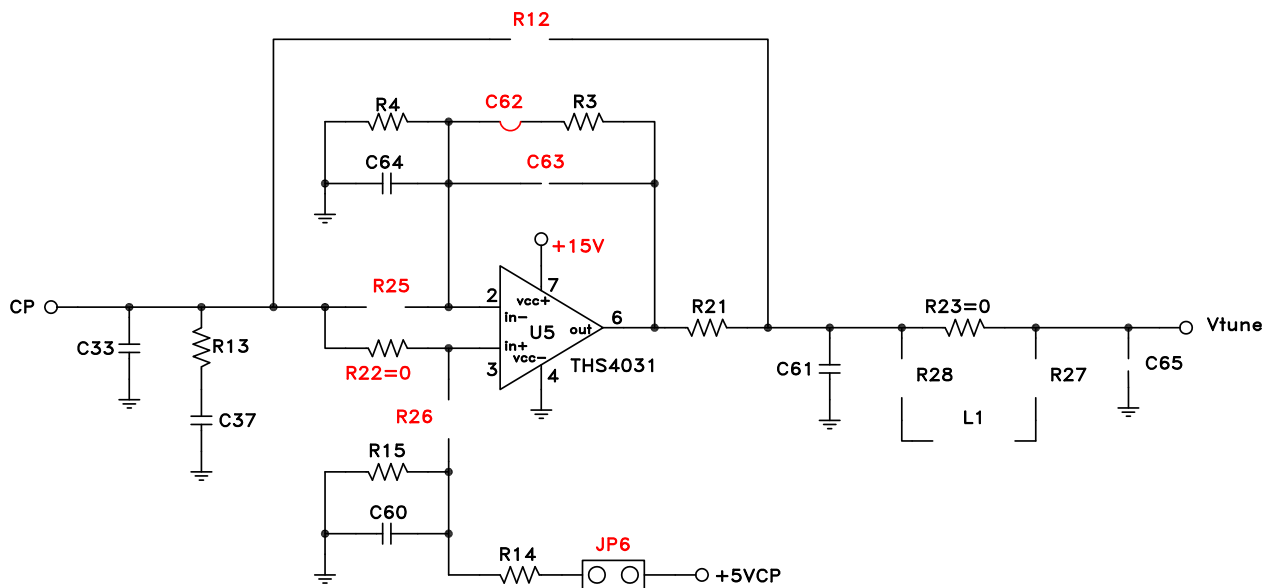 R12
R4
C62
R3
C64
C63
+15V
CP
R25
2
7
vcc+
in-
U5
out
6
R21
R23=0
Vtune
C33
R13
R22=0
in+
vcc-
3
4
THS4031
C61
R28
R27
C65
C37
R26
L1
R15
C60
R14
JP6
+5VCP